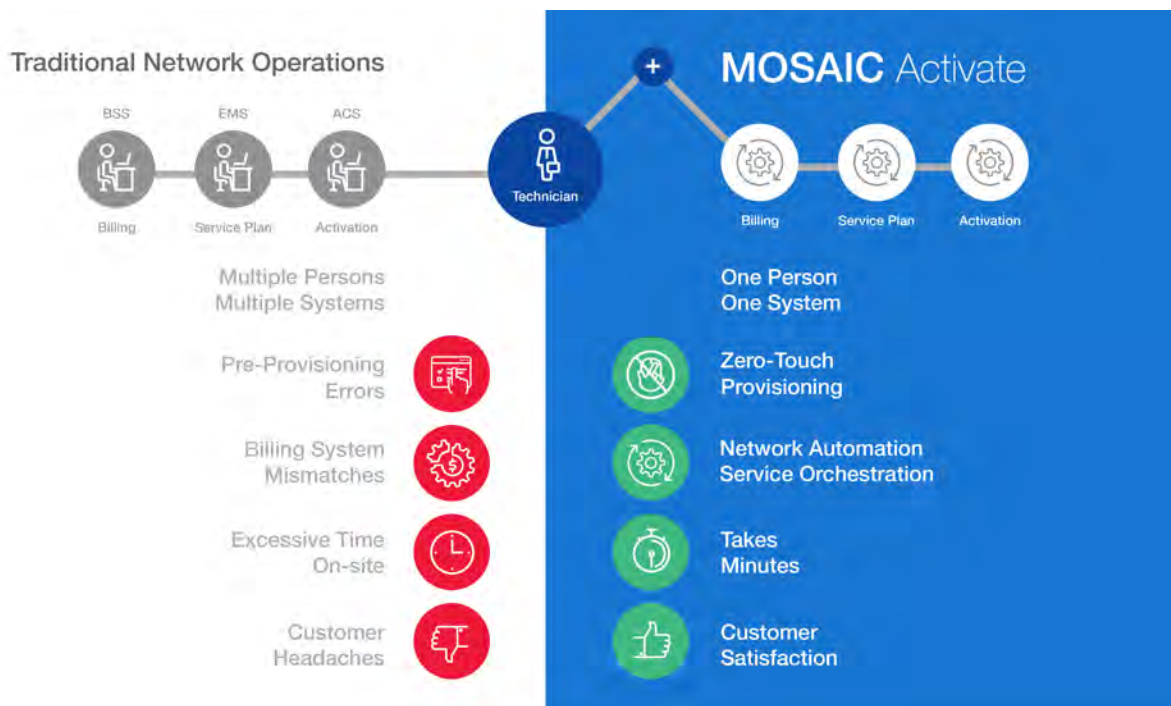 Traditional Network Operations
BSS
EMS
ACS
Billing
Service Plan
Activation
Multiple Persons
Multiple Systems
Pre-Provisioning
Errors
Billing System
Mismatches
Excessive Time
On-site
Customer
Headaches
Technician
+
MOSAIC Activate
Billing
Service Plan
Activation
One Person
One System
Zero-Touch
Provisioning
Network Automation
Service Orchestration
Takes
Minutes
Customer
Satisfaction